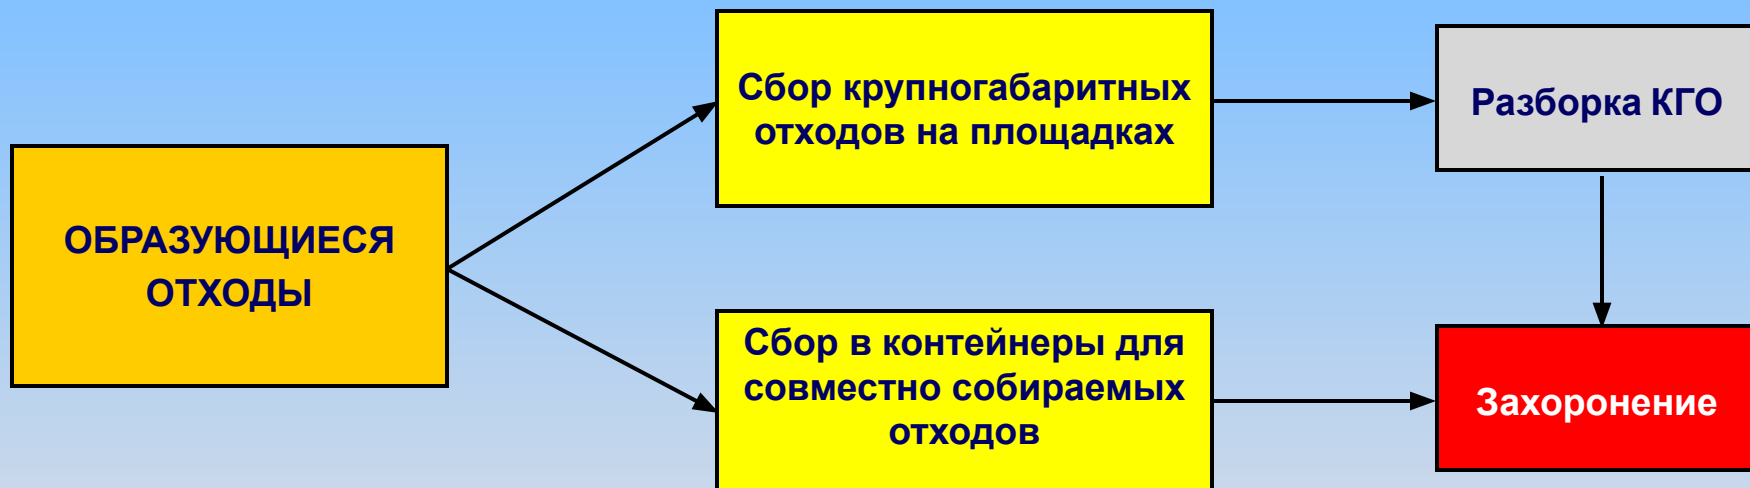 ОБРАЗУЮЩИЕСЯ
ОТХОДЫ
Сбор крупногабаритных
отходов на площадках
Разборка КГО
Сбор в контейнеры для
совместно собираемых
отходов
Захоронение